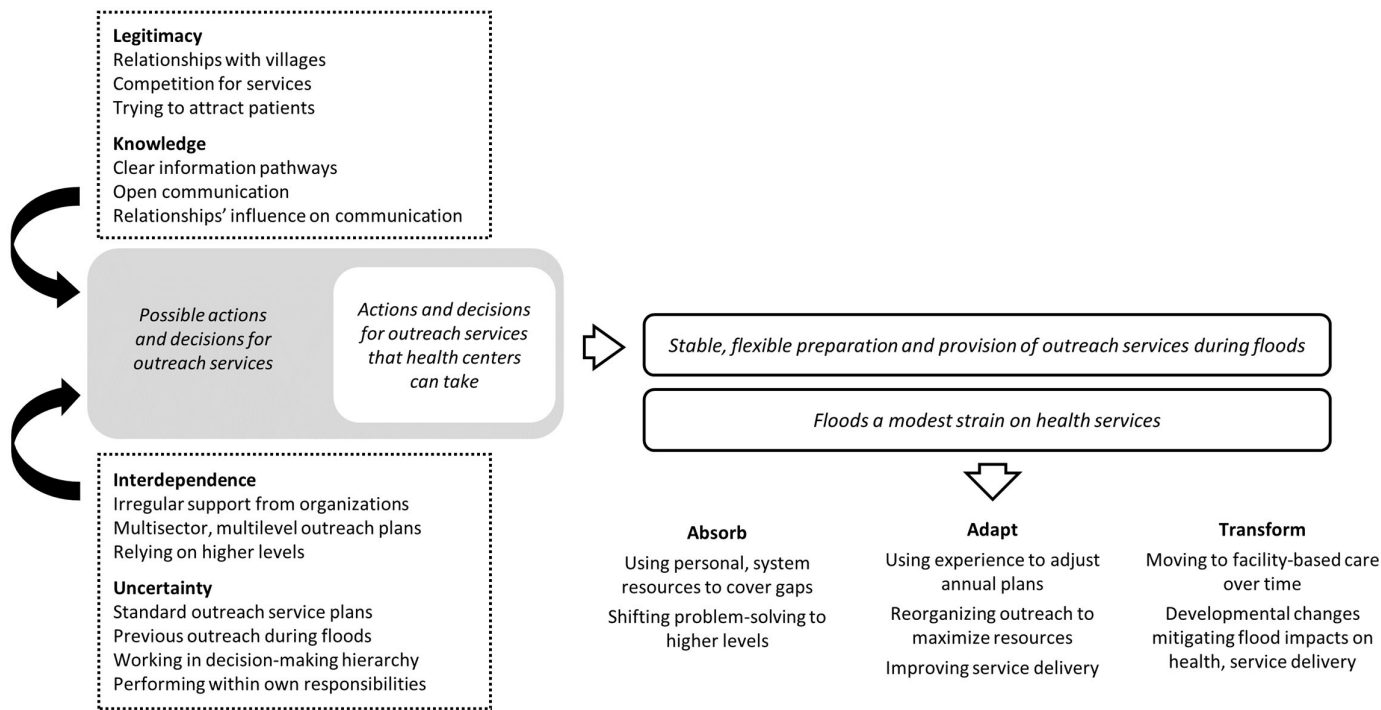 Legitimacy
Relationships with villages
Competition for services
Trying to attract patients
Knowledge
Clear information pathways
Open communication
Relationships’ influence on communication
Possible actions
and decisions for
outreach services
Actions and decisions
for outreach services
that health centers
can take
Interdependence
Irregular support from organizations
Multisector, multilevel outreach plans
Relying on higher levels
Uncertainty
Standard outreach service plans
Previous outreach during floods
Working in decision-making hierarchy
Performing within own responsibilities
Stable, flexible preparation and provision of outreach services during floods
Floods a modest strain on health services
Absorb
Using personal, system
resources to cover gaps
Shifting problem-solving to
higher levels
Adapt
Using experience to adjust
annual plans
Reorganizing outreach to
maximize resources
Improving service delivery
Transform
Moving to facility-based care
over time
Developmental changes
mitigating flood impacts on
health, service delivery